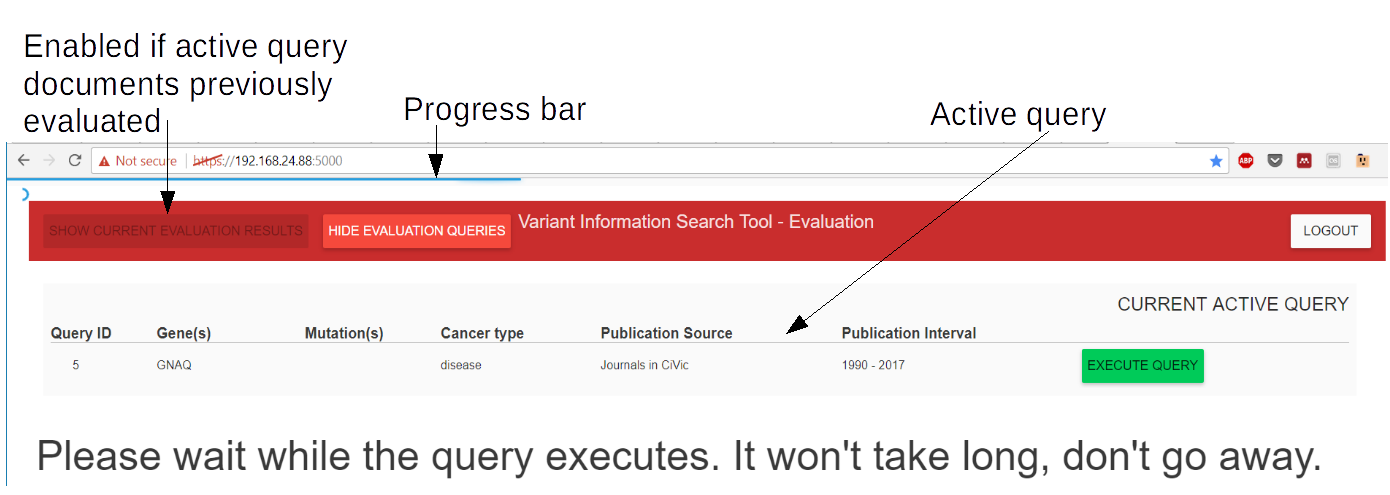 Enabled if active query
documents previously
evaluated
Progress bar
Active query
Not secure https://192.168.24.88:5000
ABP
SHOW CURRENT EVALUATION RESULTS
HIDE EVALUATION QUERIES
Variant Information Search Tool - Evaluation
LOGOUT
CURRENT ACTIVE QUERY
Query ID Gene(s) Mutation(s) Cancer type Publication Source Publication Interval
5 GNAQ disease Journals in CiVic 1990 - 2017 EXECUTE QUERY
Please wait while the query executes. It won't take long, don't go away.